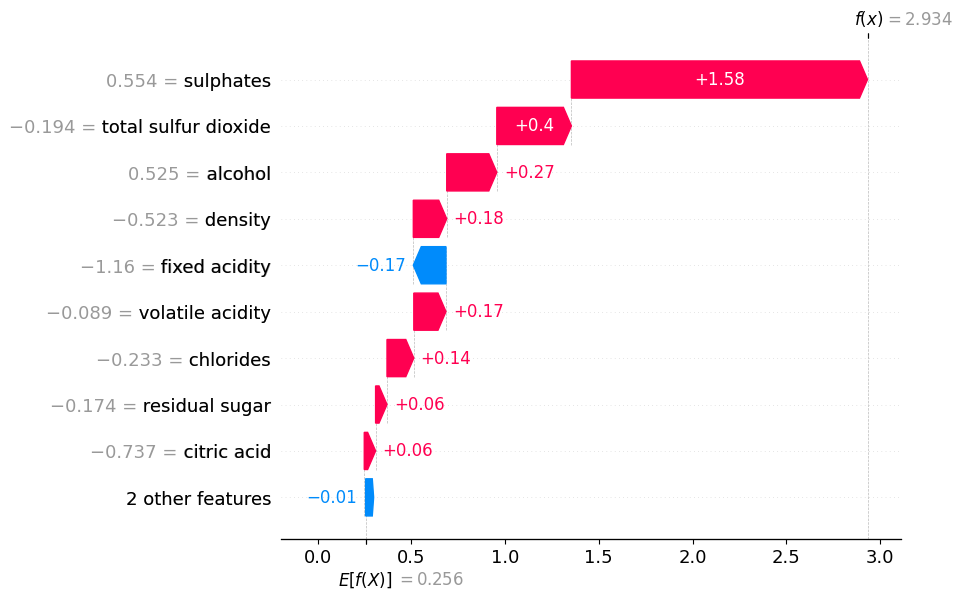 f(x) = 2.934
0.554 = sulphates
+1.58
−0.194 = total sulfur dioxide
+0.4
0.525 = alcohol
+0.27
−0.523 = density
+0.18
−1.16 = fixed acidity
−0.17
−0.089 = volatile acidity
+0.17
−0.233 = chlorides
+0.14
−0.174 = residual sugar
+0.06
−0.737 = citric acid
+0.06
2 other features
−0.01
0.0 0.5 1.0 1.5 2.0 2.5 3.0
E[f(X)] = 0.256